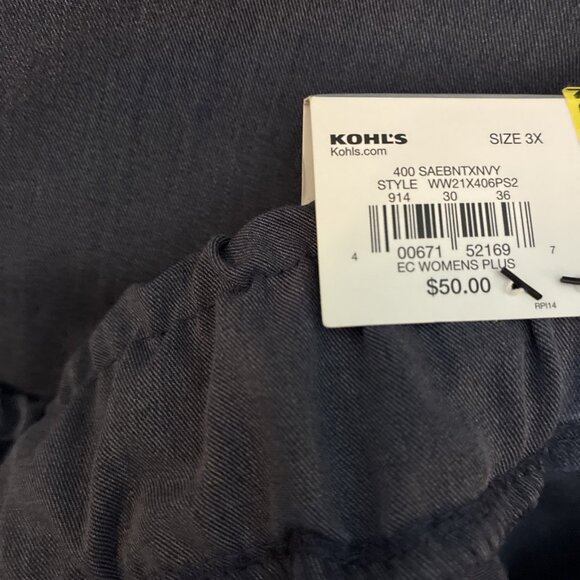 KOHL'S SIZE 3X
Kohls.com
400 SAEBNTXNVY
STYLE WW21X406PS2
914 30 36
4 00671 52169 7
EC WOMENS PLUS
$50.00
RPI14